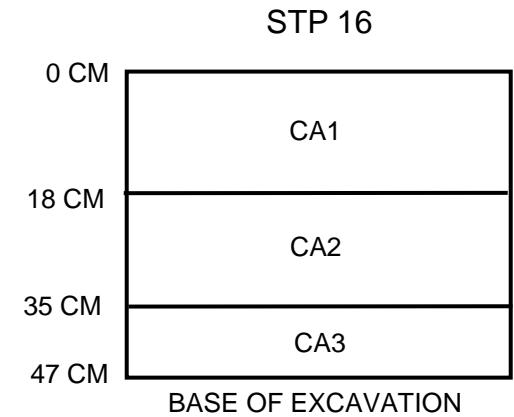 STP 16
0 CM
CA1
18 CM
CA2
35 CM
CA3
47 CM
BASE OF EXCAVATION